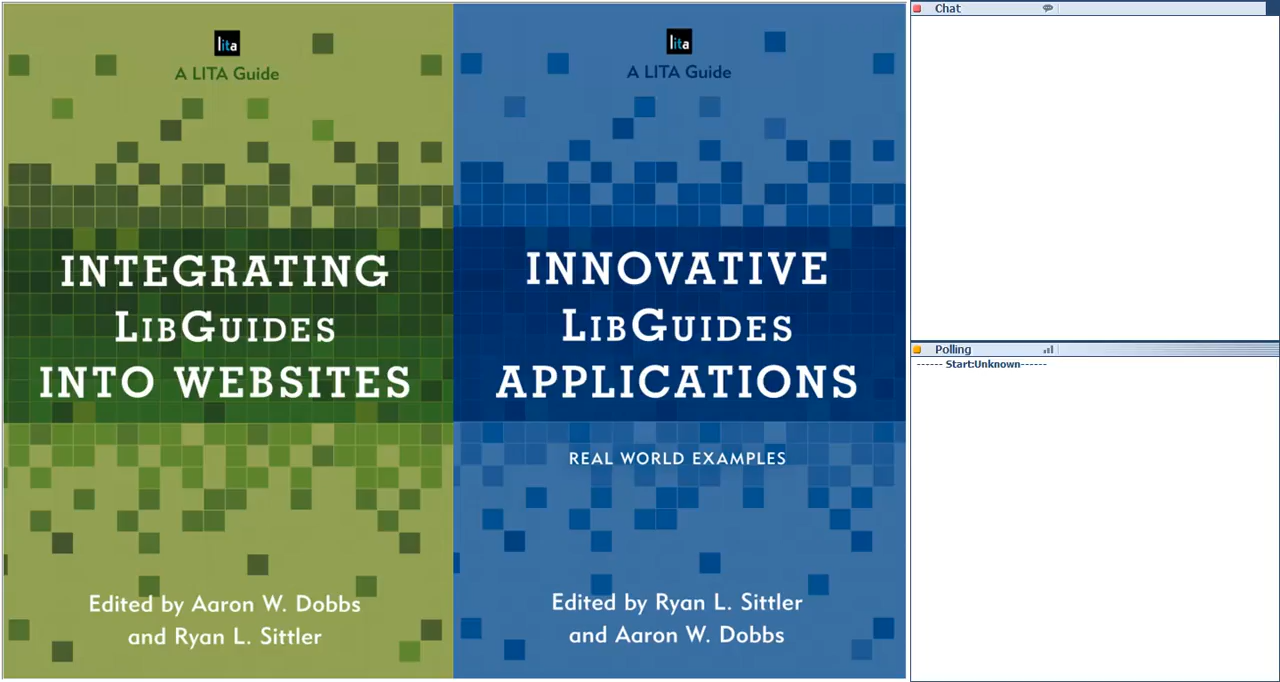 lita
A LITA Guide
INTEGRATING
LIBGUIDES
INTO WEBSITES
Edited by Aaron W. Dobbs
and Ryan L. Sittler
lita
A LITA Guide
INNOVATIVE
LIBGUIDES
APPLICATIONS
REAL WORLD EXAMPLES
Edited by Ryan L. Sittler
and Aaron W. Dobbs
Chat
Polling
------ Start:Unknown------